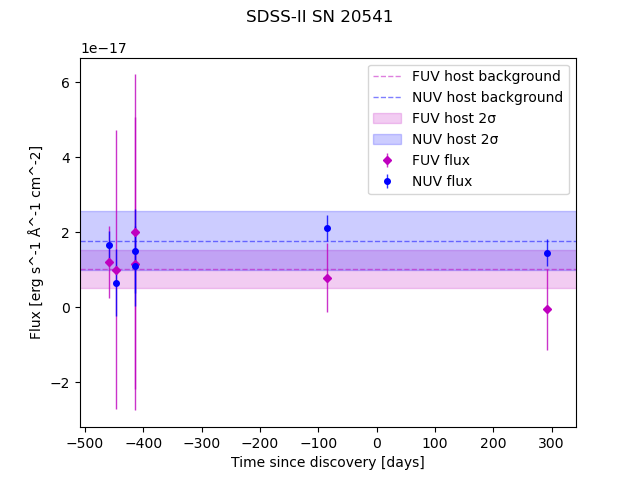 SDSS-II SN 20541
1e−17
FUV host background
NUV host background
FUV host 2σ
NUV host 2σ
FUV flux
NUV flux
6
4
2
0
−2
Flux [erg s^-1 Å^-1 cm^-2]
−500 −400 −300 −200 −100 0 100 200 300
Time since discovery [days]